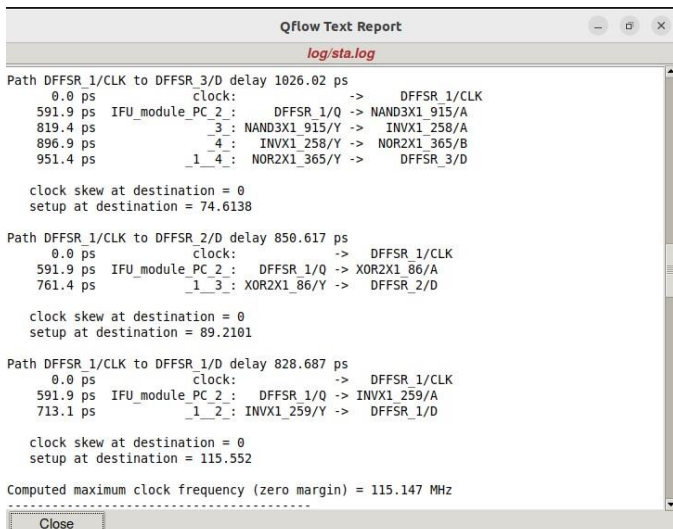 Qflow Text Report
log/sta.log
Path DFFSR_1/CLK to DFFSR_3/D delay 1026.02 ps
0.0 ps clock: -> DFFSR_1/CLK
591.9 ps IFU_module_PC_2_: DFFSR_1/Q -> NAND3X1_915/A
819.4 ps _3_: NAND3X1_915/Y -> INVX1_258/A
896.9 ps _4_: INVX1_258/Y -> NOR2X1_365/B
951.4 ps _1__4_: NOR2X1_365/Y -> DFFSR_3/D
clock skew at destination = 0
setup at destination = 74.6138
Path DFFSR_1/CLK to DFFSR_2/D delay 850.617 ps
0.0 ps clock: -> DFFSR_1/CLK
591.9 ps IFU_module_PC_2_: DFFSR_1/Q -> XOR2X1_86/A
761.4 ps _1__3_: XOR2X1_86/Y -> DFFSR_2/D
clock skew at destination = 0
setup at destination = 89.2101
Path DFFSR_1/CLK to DFFSR_1/D delay 828.687 ps
0.0 ps clock: -> DFFSR_1/CLK
591.9 ps IFU_module_PC_2_: DFFSR_1/Q -> INVX1_259/A
713.1 ps _1__2_: INVX1_259/Y -> DFFSR_1/D
clock skew at destination = 0
setup at destination = 115.552
Computed maximum clock frequency (zero margin) = 115.147 MHz
-----------------------------------------
Close